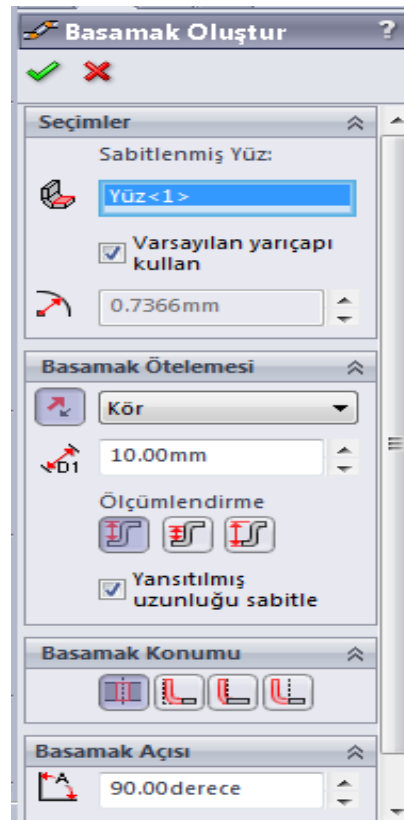 Basamak Oluştur ?
Seçimler
Sabitlenmiş Yüz:
Yüz<1>
Varsayılan yarıçapı
kullan
0.7366mm
Basamak Ötelemesi
Kör
D1 10.00mm
Ölçümlendirme
Yansıtılmış
uzunluğu sabitle
Basamak Konumu
Basamak Açısı
A 90.00derece